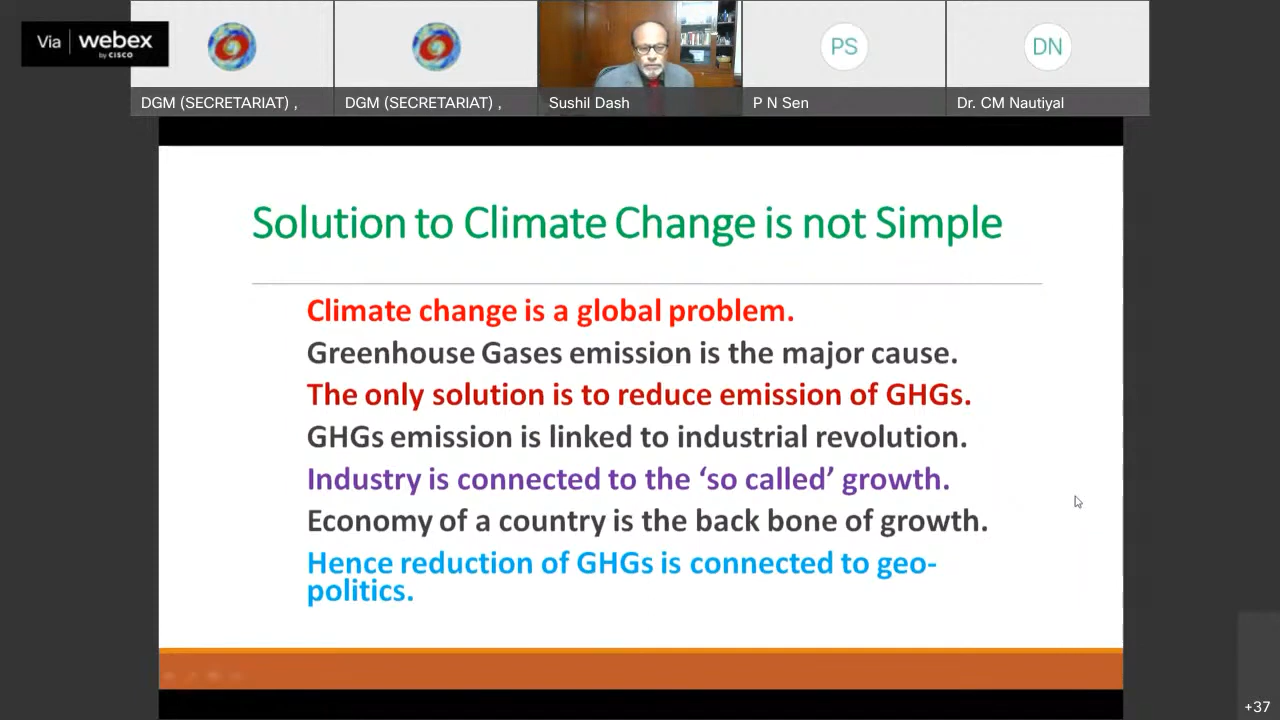 Via webex
by CISCO
PS
DN
DGM (SECRETARIAT) ,
DGM (SECRETARIAT) ,
Sushil Dash
P N Sen
Dr. CM Nautiyal
Solution to Climate Change is not Simple
Climate change is a global problem.
Greenhouse Gases emission is the major cause.
The only solution is to reduce emission of GHGs.
GHGs emission is linked to industrial revolution.
Industry is connected to the ‘so called’ growth.
Economy of a country is the back bone of growth.
Hence reduction of GHGs is connected to geo-
politics.
+37